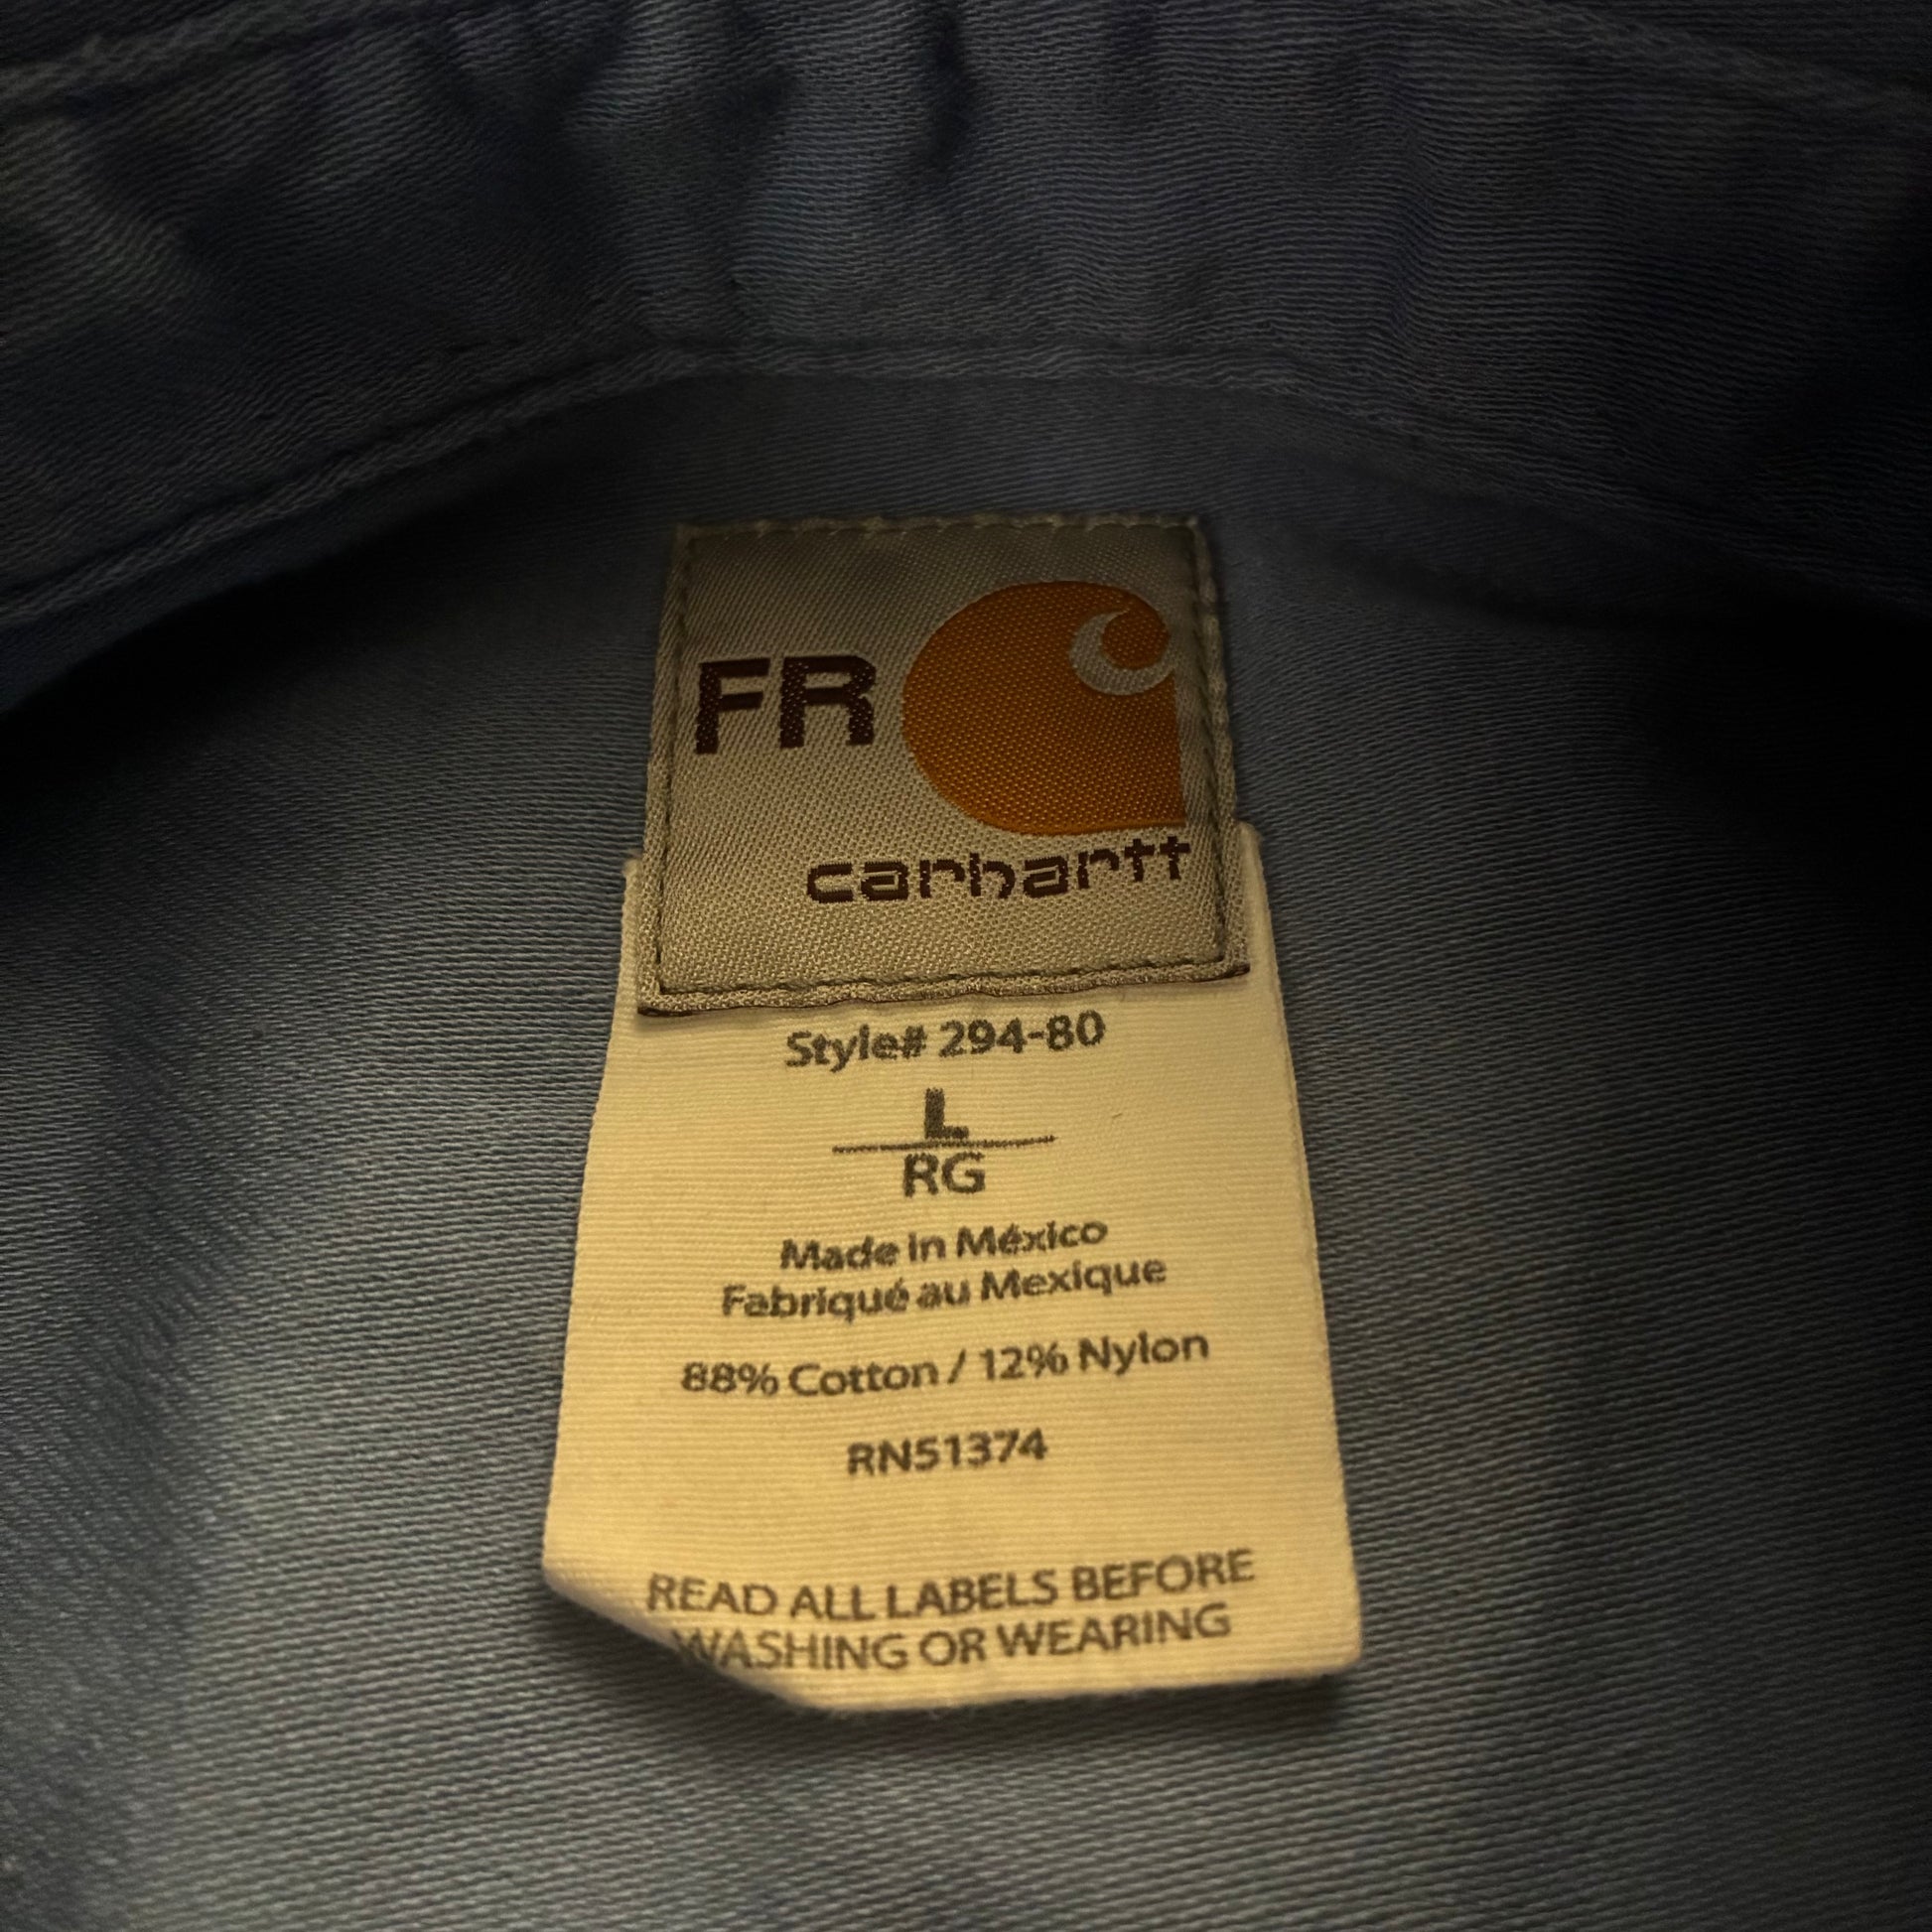 FR
carhartt
Style# 294-80
L
RG
Made in México
Fabriqué au Mexique
88% Cotton / 12% Nylon
RN51374
READ ALL LABELS BEFORE
WASHING OR WEARING